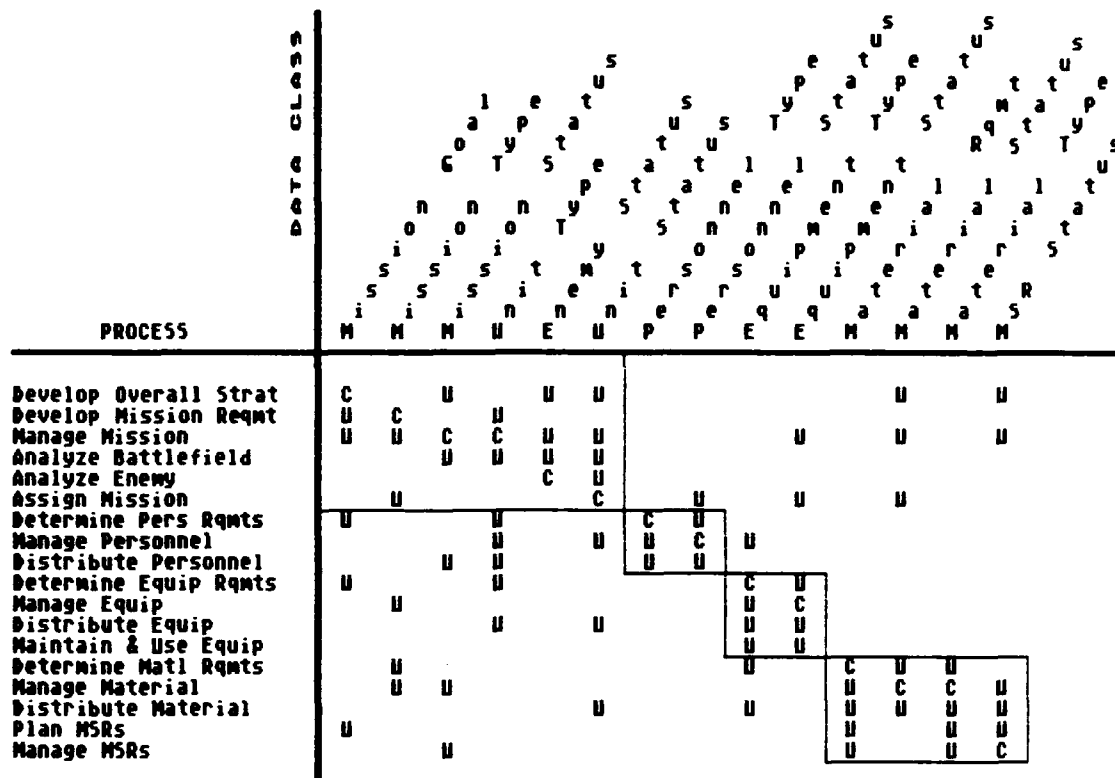 DATA CLASS
Mission Goal
Mission Type
Mission Status
Unit Type
Enemy Status
Unit Status
Personnel Type
Personnel Status
Equipment Type
Equipment Status
Material Rqmt
Material Status
Material Type
MSR Status
PROCESS
Develop Overall Strat C U U U U U
Develop Mission Reqmt U C U
Manage Mission U U C C U U U U U
Analyze Battlefield U U U U
Analyze Enemy C U
Assign Mission U C U U U
Determine Pers Rqmts U U C U
Manage Personnel U U U C U
Distribute Personnel U U U U
Determine Equip Rqmts U U C U
Manage Equip U U C
Distribute Equip U U U U
Maintain & Use Equip U U
Determine Matl Rqmts U U C U U
Manage Material U U U C C U
Distribute Material U U U U U U
Plan MSRs U U U U
Manage MSRs U U U C